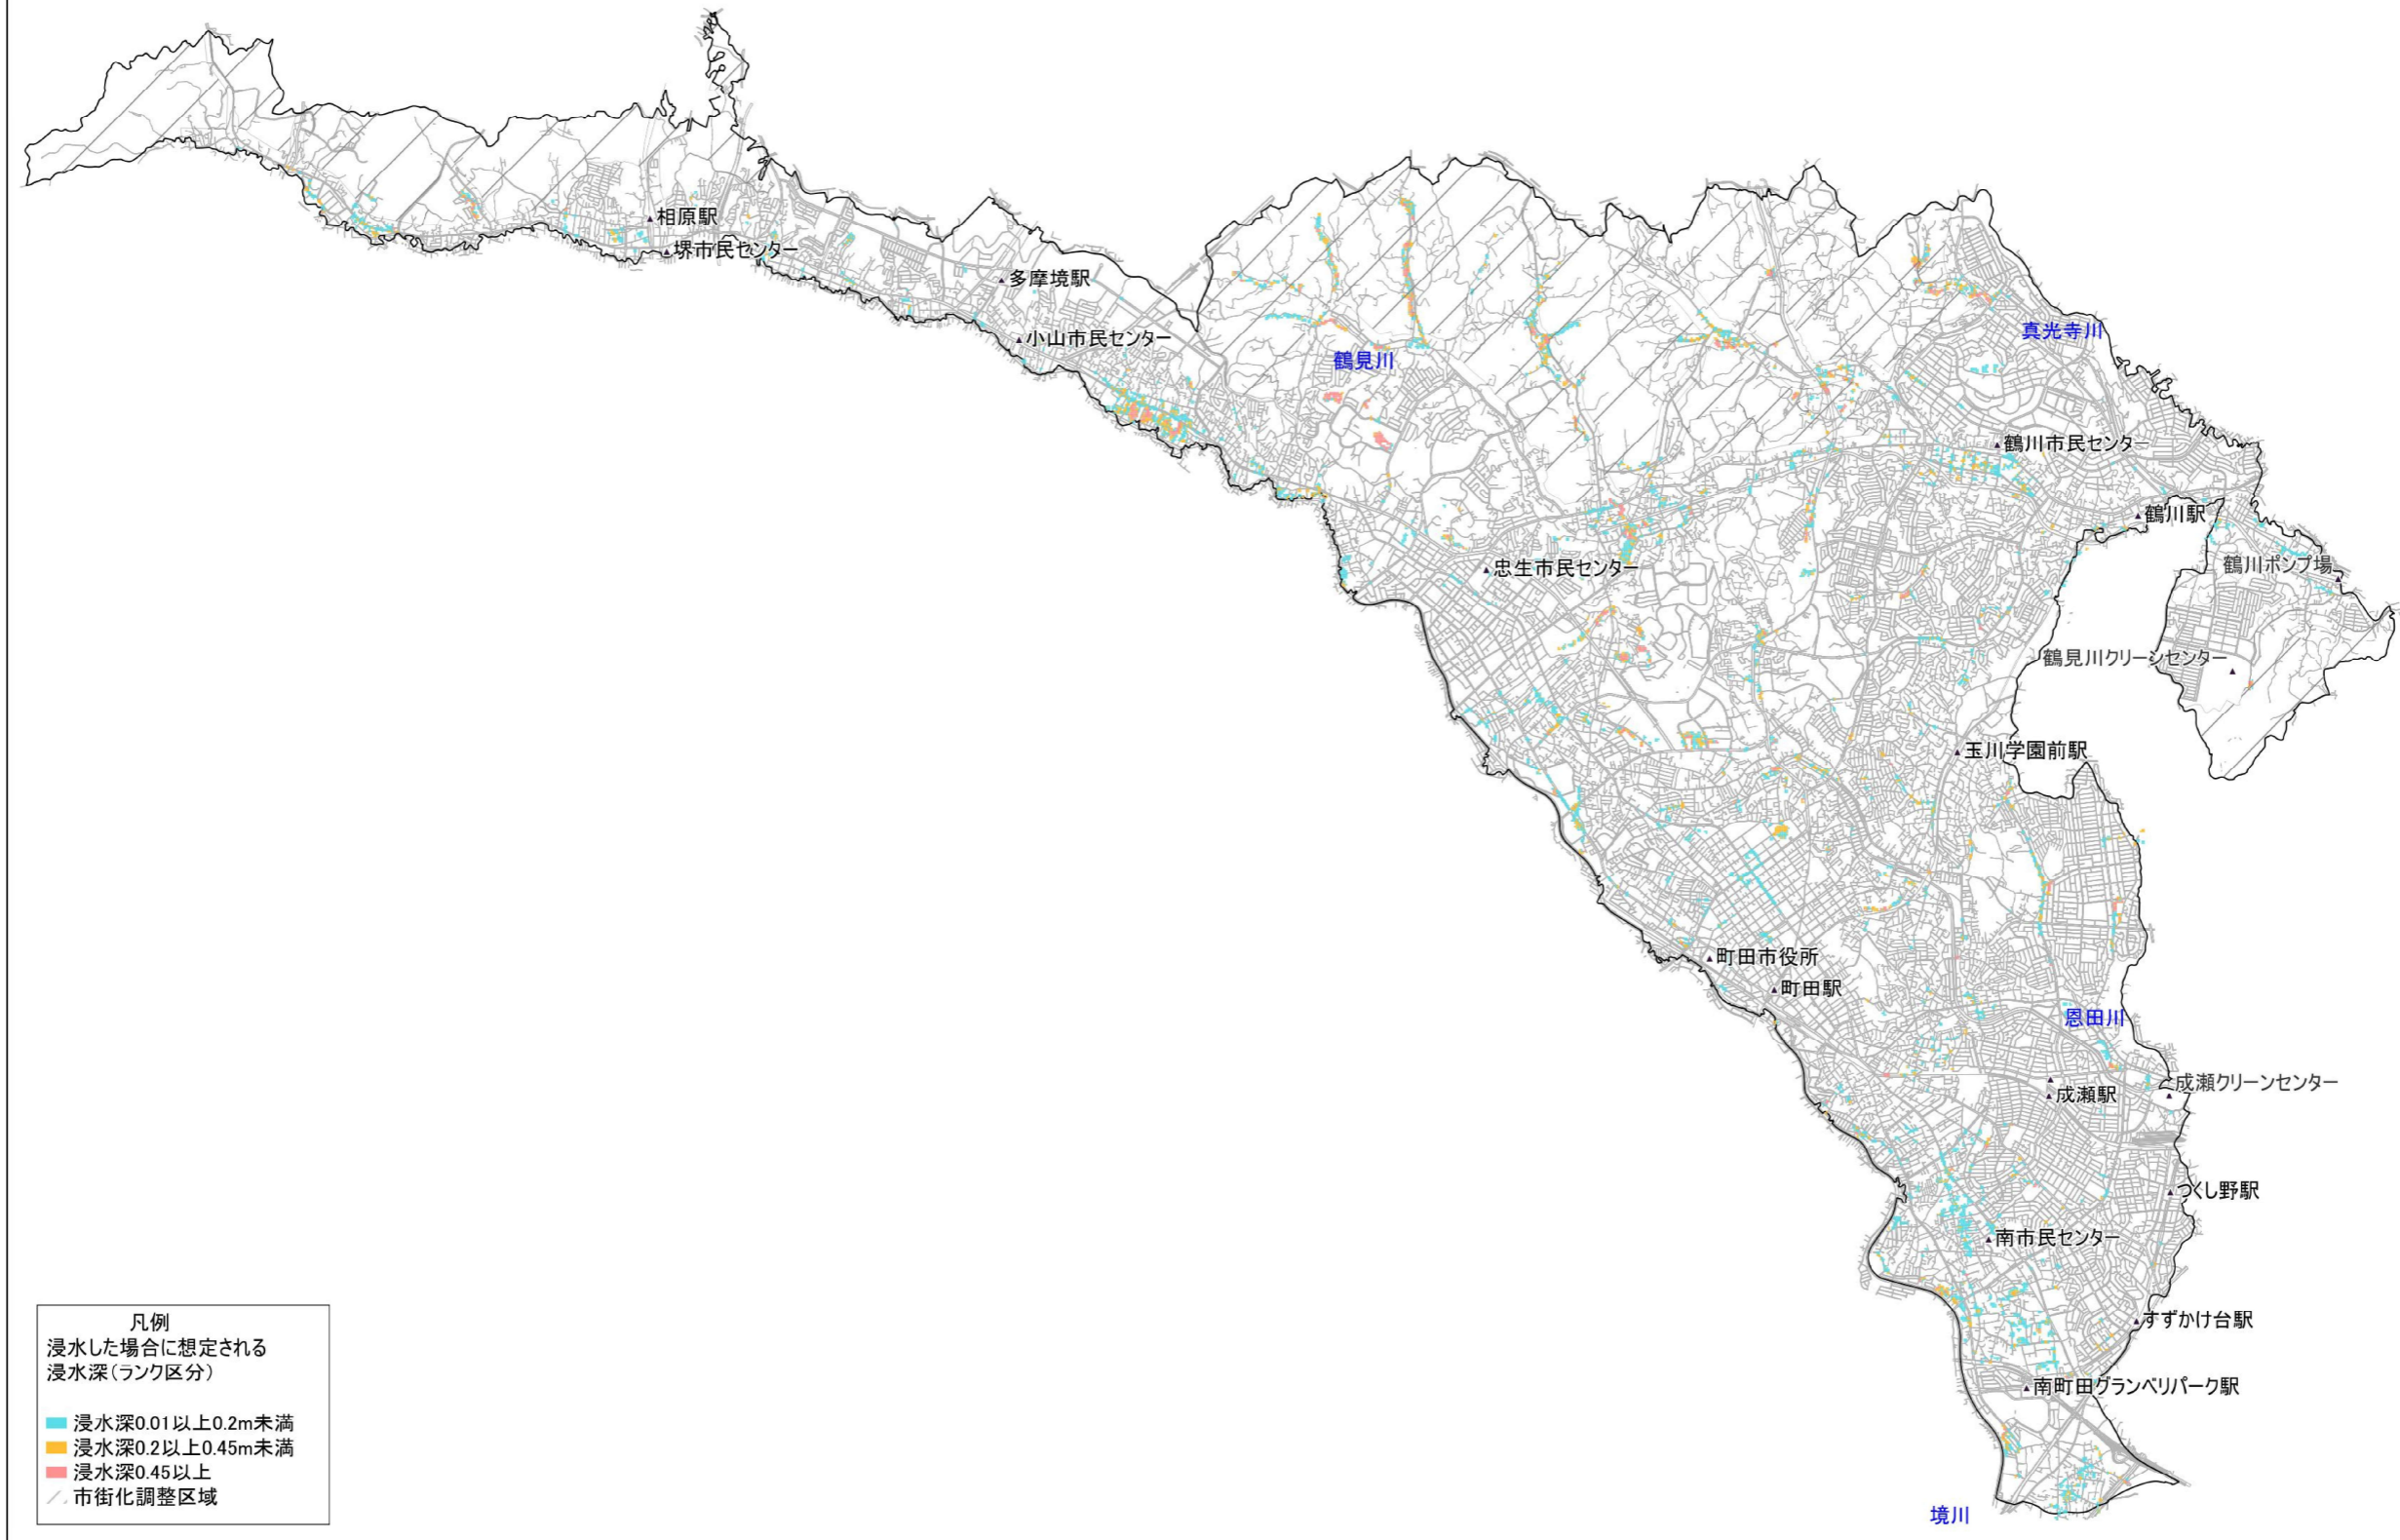 相原駅
堺市民センター
多摩境駅
小山市民センター
鶴見川
真光寺川
鶴川市民センター
鶴川駅
鶴川ポンプ場
忠生市民センター
鶴見川クリーンセンター
玉川学園前駅
町田市役所
町田駅
恩田川
成瀬クリーンセンター
成瀬駅
つくし野駅
南市民センター
すずかけ台駅
南町田グランベリパーク駅
境川
凡例
浸水した場合に想定される
浸水深（ランク区分）
浸水深0.01以上0.2m未満
浸水深0.2以上0.45m未満
浸水深0.45以上
市街化調整区域